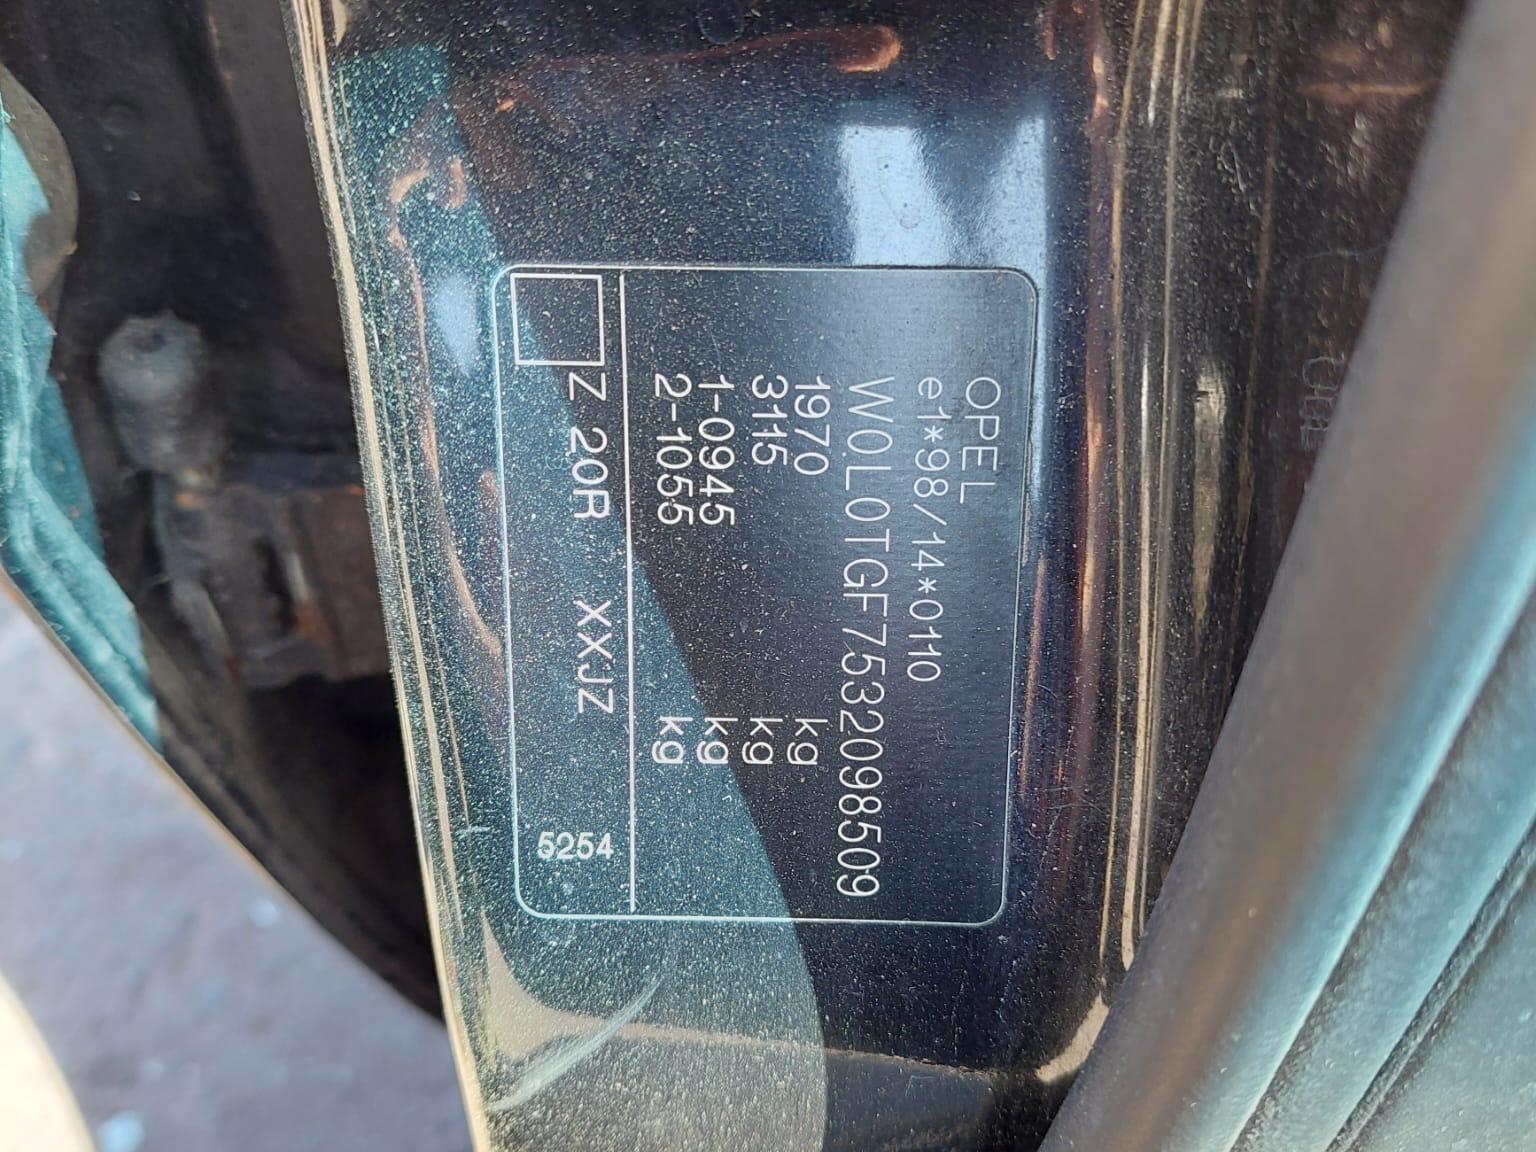 OPEL
e1*98/14*0110
W0L0TGF7532098509
1970 kg
3115 kg
1-0945 kg
2-1055 kg
Z 20R XXJZ 5254